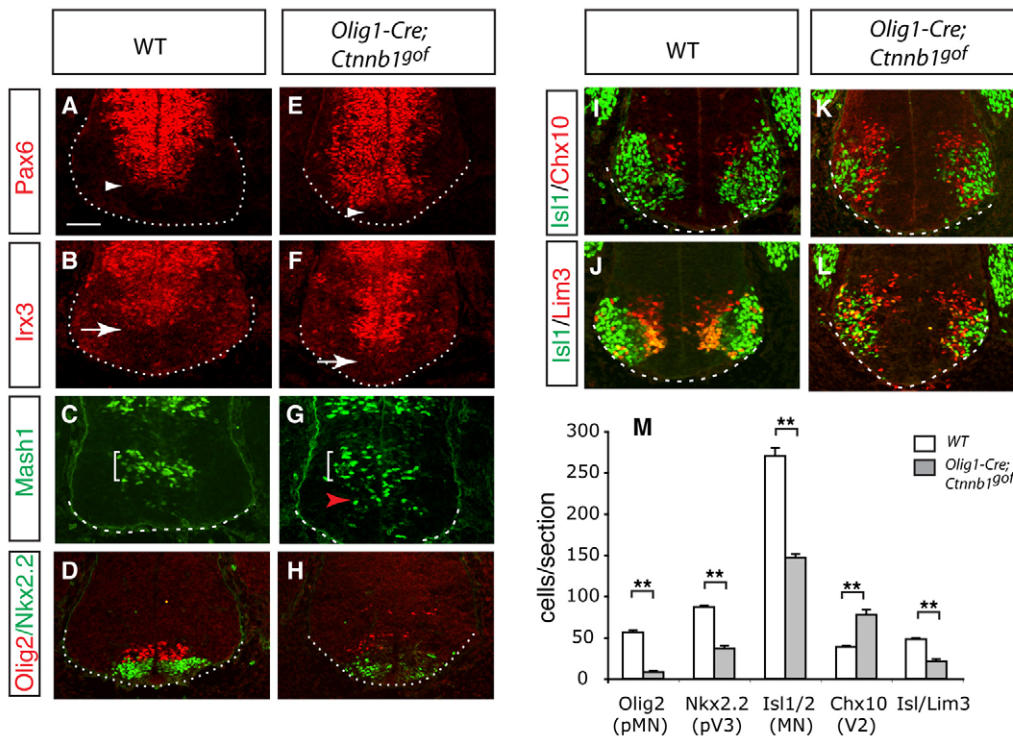 WT
Olig1-Cre;
Ctnnb1gof
WT
Olig1-Cre;
Ctnnb1gof
Pax6
A
E
Irx3
B
F
Mash1
C
G
Olig2/Nkx2.2
D
H
Isl1/Chx10
I
K
Isl1/Lim3
J
L
M
cells/section
300
250
200
150
100
50
0
**
**
**
**
**
WT
Olig1-Cre;
Ctnnb1gof
Olig2
(pMN)
Nkx2.2
(pV3)
Isl1/2
(MN)
Chx10
(V2)
Isl/Lim3